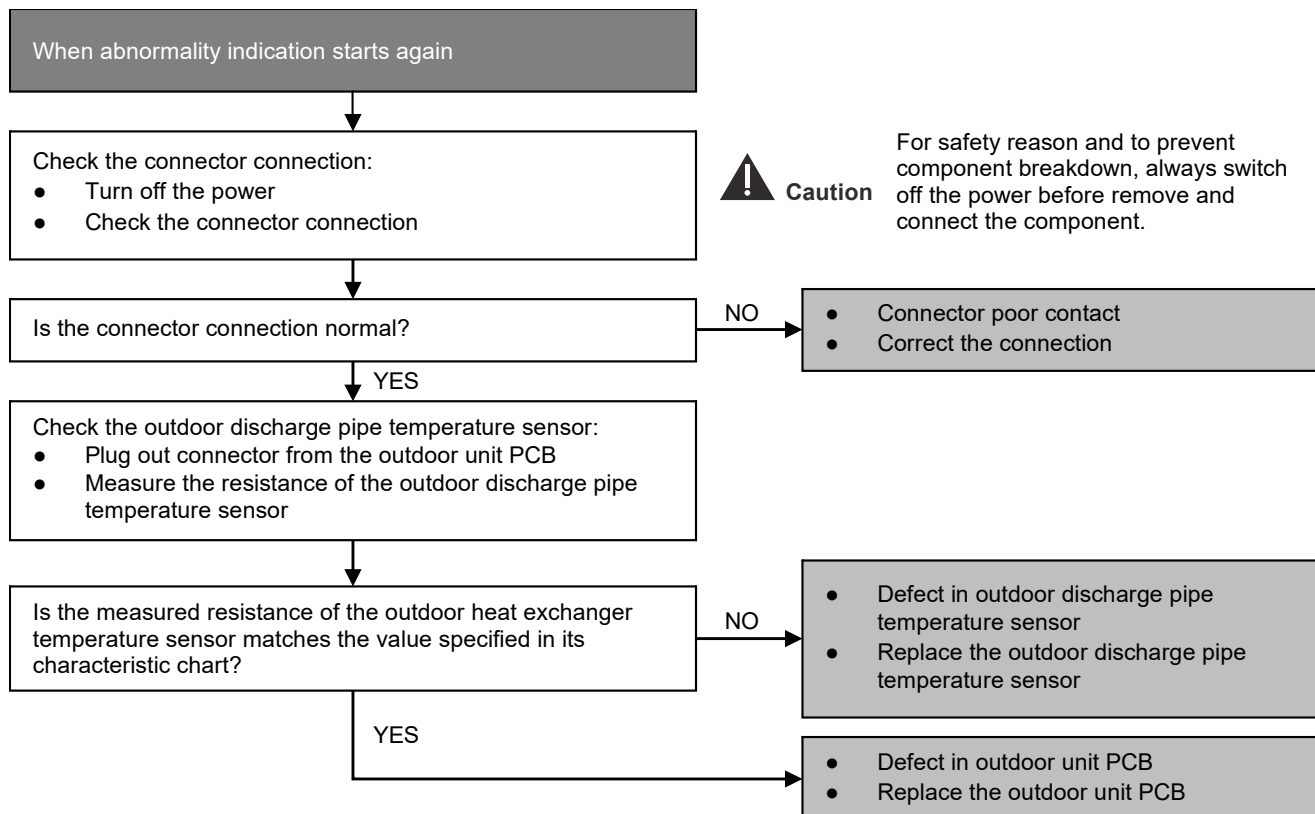 When abnormality indication starts again
Check the connector connection:
● Turn off the power
● Check the connector connection
Caution
For safety reason and to prevent
component breakdown, always switch
off the power before remove and
connect the component.
Is the connector connection normal?
NO
● Connector poor contact
● Correct the connection
YES
Check the outdoor discharge pipe temperature sensor:
● Plug out connector from the outdoor unit PCB
● Measure the resistance of the outdoor discharge pipe
temperature sensor
Is the measured resistance of the outdoor heat exchanger
temperature sensor matches the value specified in its
characteristic chart?
NO
● Defect in outdoor discharge pipe
temperature sensor
● Replace the outdoor discharge pipe
temperature sensor
YES
● Defect in outdoor unit PCB
● Replace the outdoor unit PCB